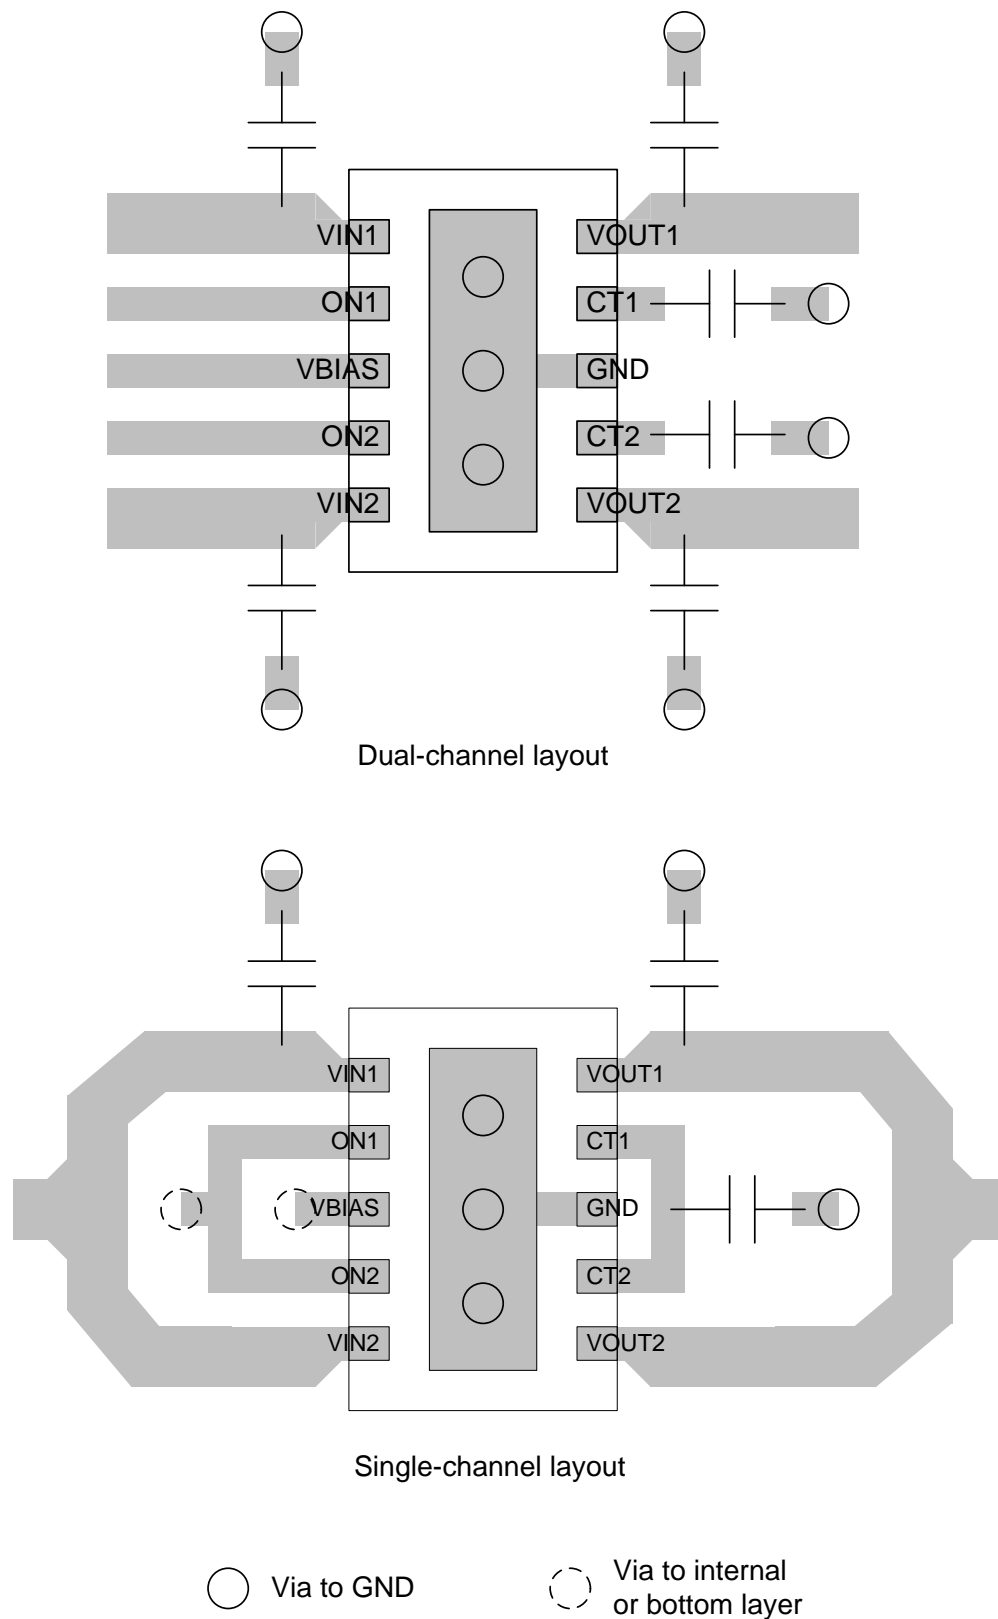 VIN1 VOUT1
ON1 CT1
VBIAS GND
ON2 CT2
VIN2 VOUT2
Dual-channel layout
VIN1 VOUT1
ON1 CT1
VBIAS GND
ON2 CT2
VIN2 VOUT2
Single-channel layout
Via to GND
Via to internal
or bottom layer